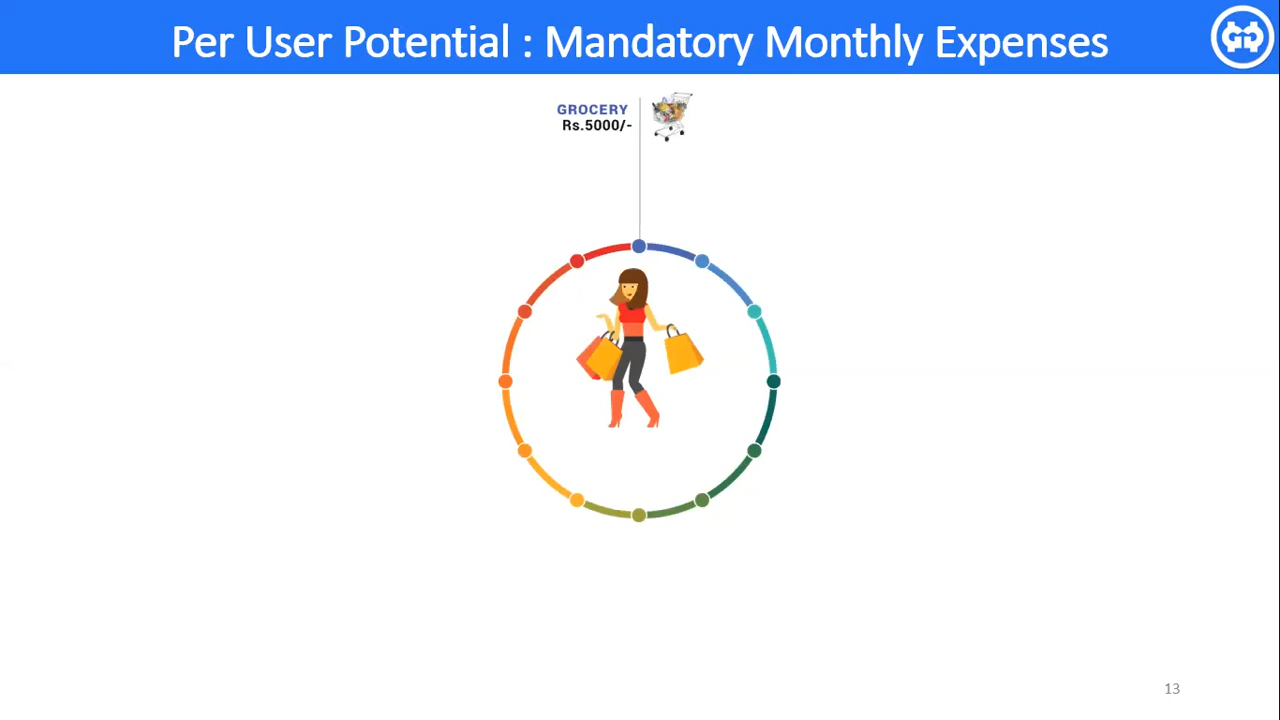 Per User Potential : Mandatory Monthly Expenses
GROCERY
Rs.5000/-
13